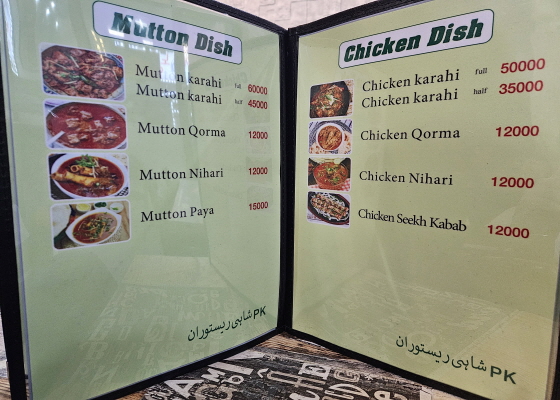 Mutton Dish
Mutton karahi full 60000
Mutton karahi half 45000
Mutton Qorma 12000
Mutton Nihari 12000
Mutton Paya 15000
PK شاہی ریستوران
Chicken Dish
Chicken karahi full 50000
Chicken karahi half 35000
Chicken Qorma 12000
Chicken Nihari 12000
Chicken Seekh Kabab 12000
PK شاہی ریستوران